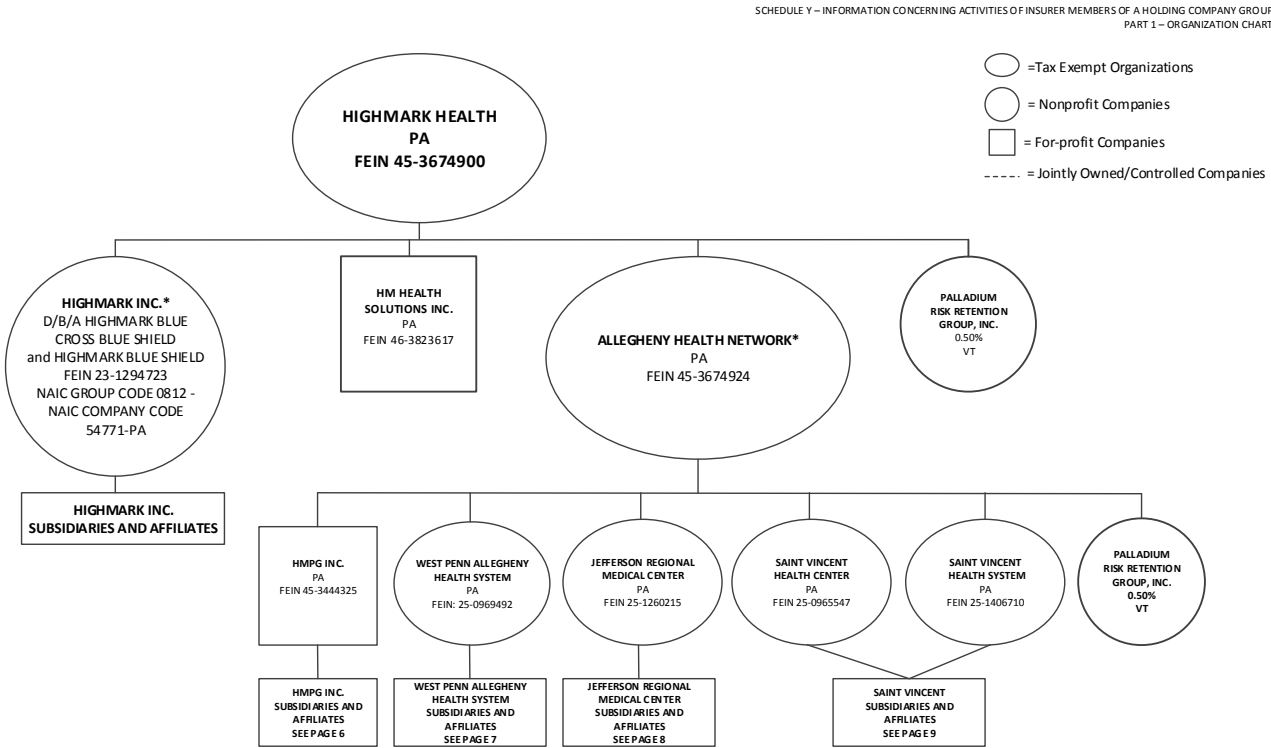 SCHEDULE Y – INFORMATION CONCERNING ACTIVITIES OF INSURER MEMBERS OF A HOLDING COMPANY GROUP
PART 1 – ORGANIZATION CHART
=Tax Exempt Organizations
= Nonprofit Companies
= For-profit Companies
= Jointly Owned/Controlled Companies
HIGHMARK HEALTH
PA
FEIN 45-3674900
HIGHMARK INC.*
D/B/A HIGHMARK BLUE
CROSS BLUE SHIELD
and HIGHMARK BLUE SHIELD
FEIN 23-1294723
NAIC GROUP CODE 0812 -
NAIC COMPANY CODE
54771-PA
HM HEALTH
SOLUTIONS INC.
PA
FEIN 46-3823617
ALLEGHENY HEALTH NETWORK*
PA
FEIN 45-3674924
PALLADIUM
RISK RETENTION
GROUP, INC.
0.50%
VT
HIGHMARK INC.
SUBSIDIARIES AND AFFILIATES
HMPG INC.
PA
FEIN 45-3444325
WEST PENN ALLEGHENY
HEALTH SYSTEM
PA
FEIN: 25-0969492
JEFFERSON REGIONAL
MEDICAL CENTER
PA
FEIN 25-1260215
SAINT VINCENT
HEALTH CENTER
PA
FEIN 25-0965547
SAINT VINCENT
HEALTH SYSTEM
PA
FEIN 25-1406710
PALLADIUM
RISK RETENTION
GROUP, INC.
0.50%
VT
HMPG INC.
SUBSIDIARIES AND
AFFILIATES
SEE PAGE 6
WEST PENN ALLEGHENY
HEALTH SYSTEM
SUBSIDIARIES AND
AFFILIATES
SEE PAGE 7
JEFFERSON REGIONAL
MEDICAL CENTER
SUBSIDIARIES AND
AFFILIATES
SEE PAGE 8
SAINT VINCENT
SUBSIDIARIES AND
AFFILIATES
SEE PAGE 9